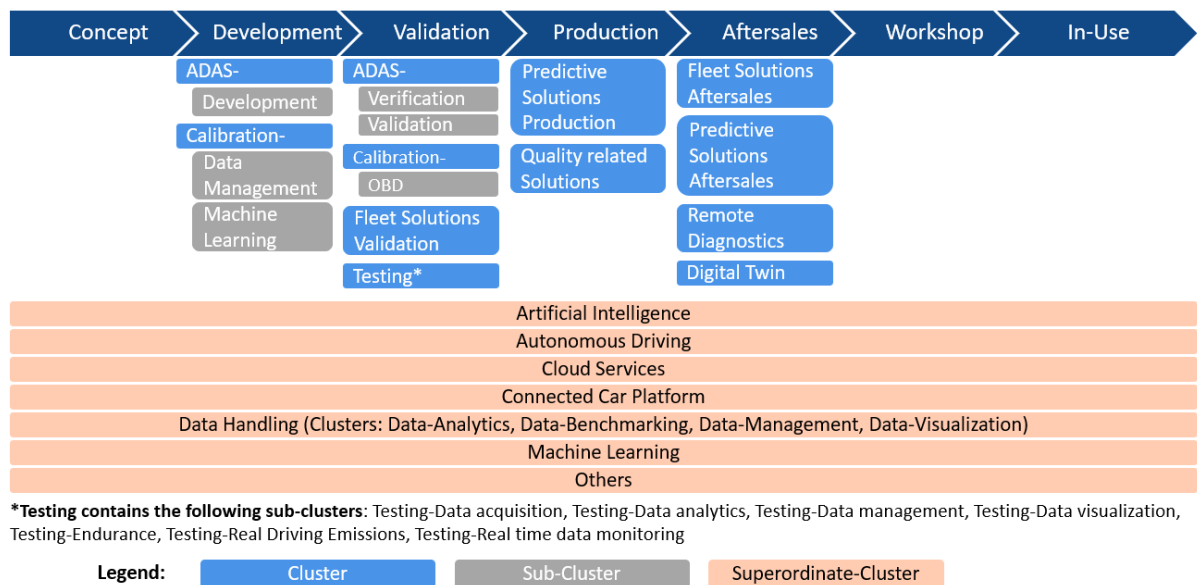 Concept
Development
Validation
Production
Aftersales
Workshop
In-Use
ADAS-
Development
Calibration-
Data
Management
Machine
Learning
ADAS-
Verification
Validation
Calibration-
OBD
Fleet Solutions
Validation
Testing*
Predictive
Solutions
Production
Quality related
Solutions
Fleet Solutions
Aftersales
Predictive
Solutions
Aftersales
Remote
Diagnostics
Digital Twin
Artificial Intelligence
Autonomous Driving
Cloud Services
Connected Car Platform
Data Handling (Clusters: Data-Analytics, Data-Benchmarking, Data-Management, Data-Visualization)
Machine Learning
Others
*Testing contains the following sub-clusters: Testing-Data acquisition, Testing-Data analytics, Testing-Data management, Testing-Data visualization,
Testing-Endurance, Testing-Real Driving Emissions, Testing-Real time data monitoring
Legend:
Cluster
Sub-Cluster
Superordinate-Cluster